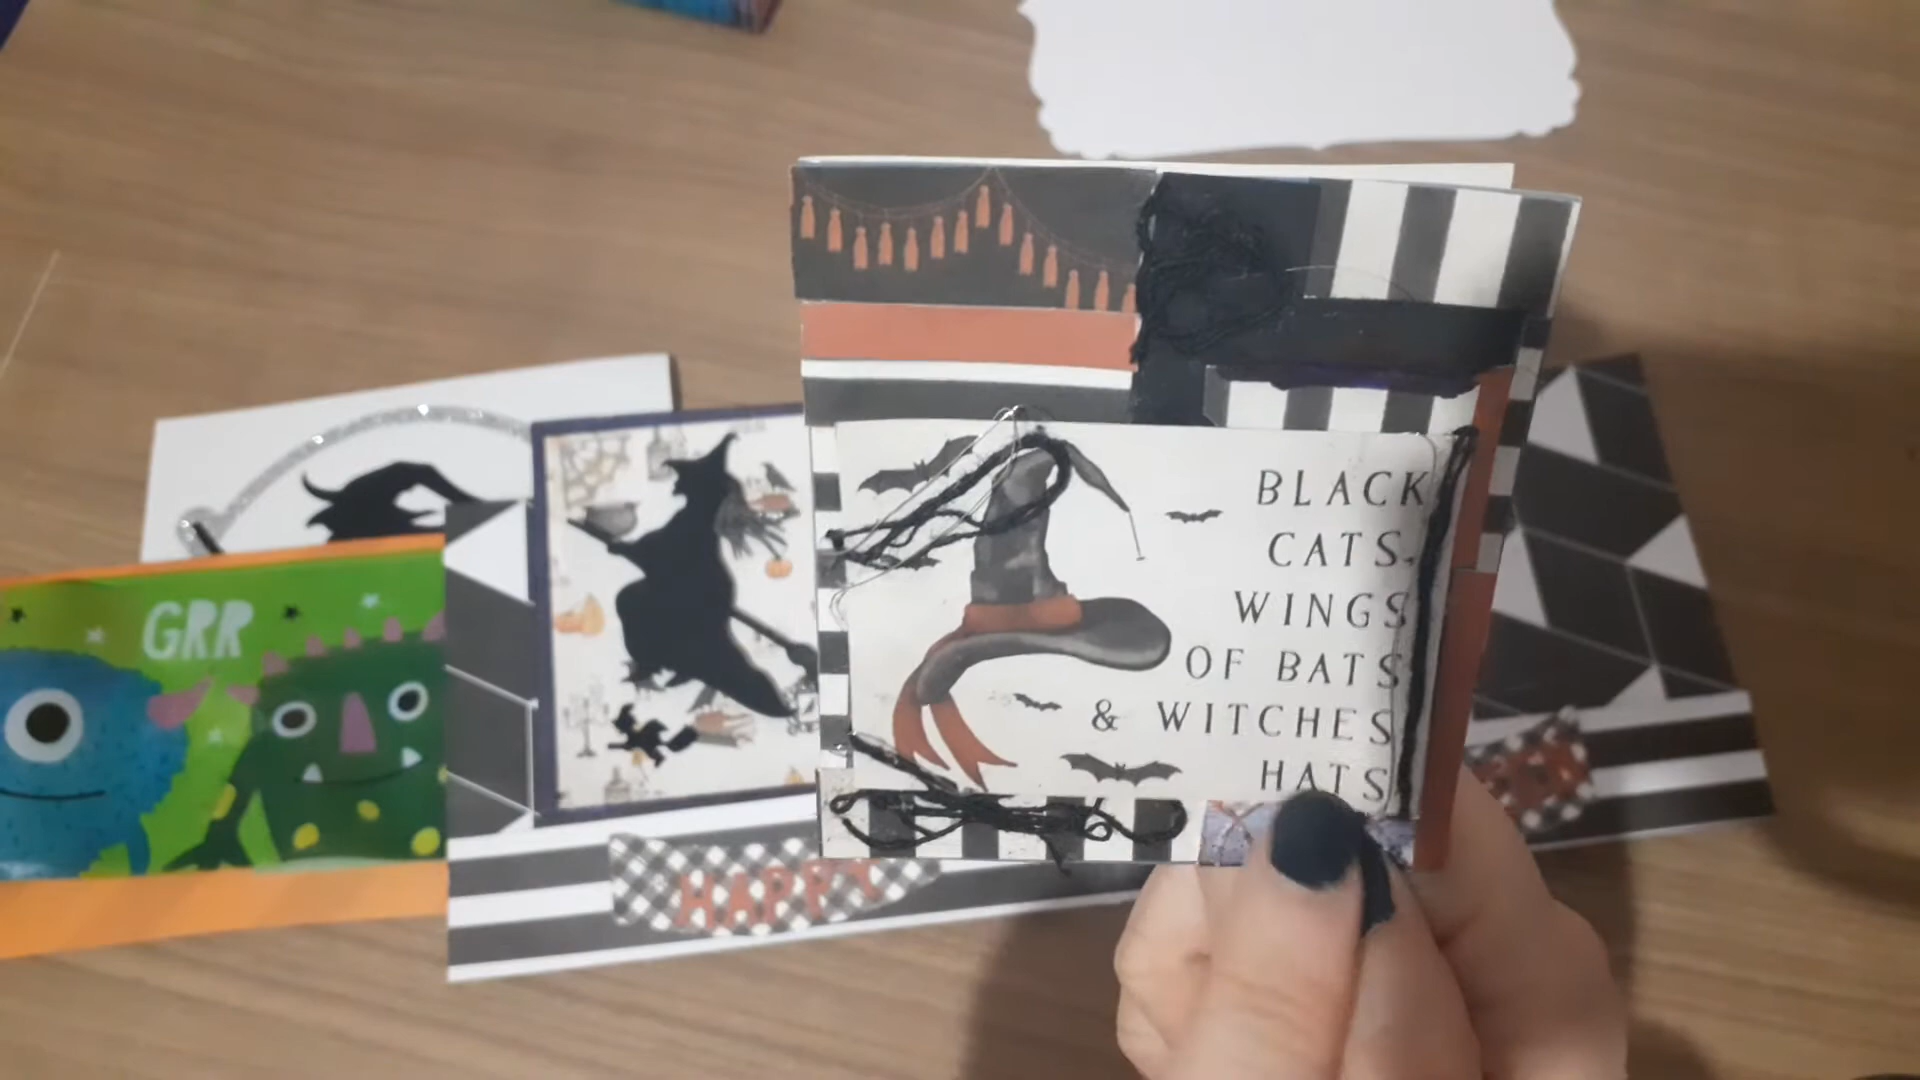 GRR
BLACK
CATS,
WINGS
OF BATS
& WITCHES
HATS
HAPPY